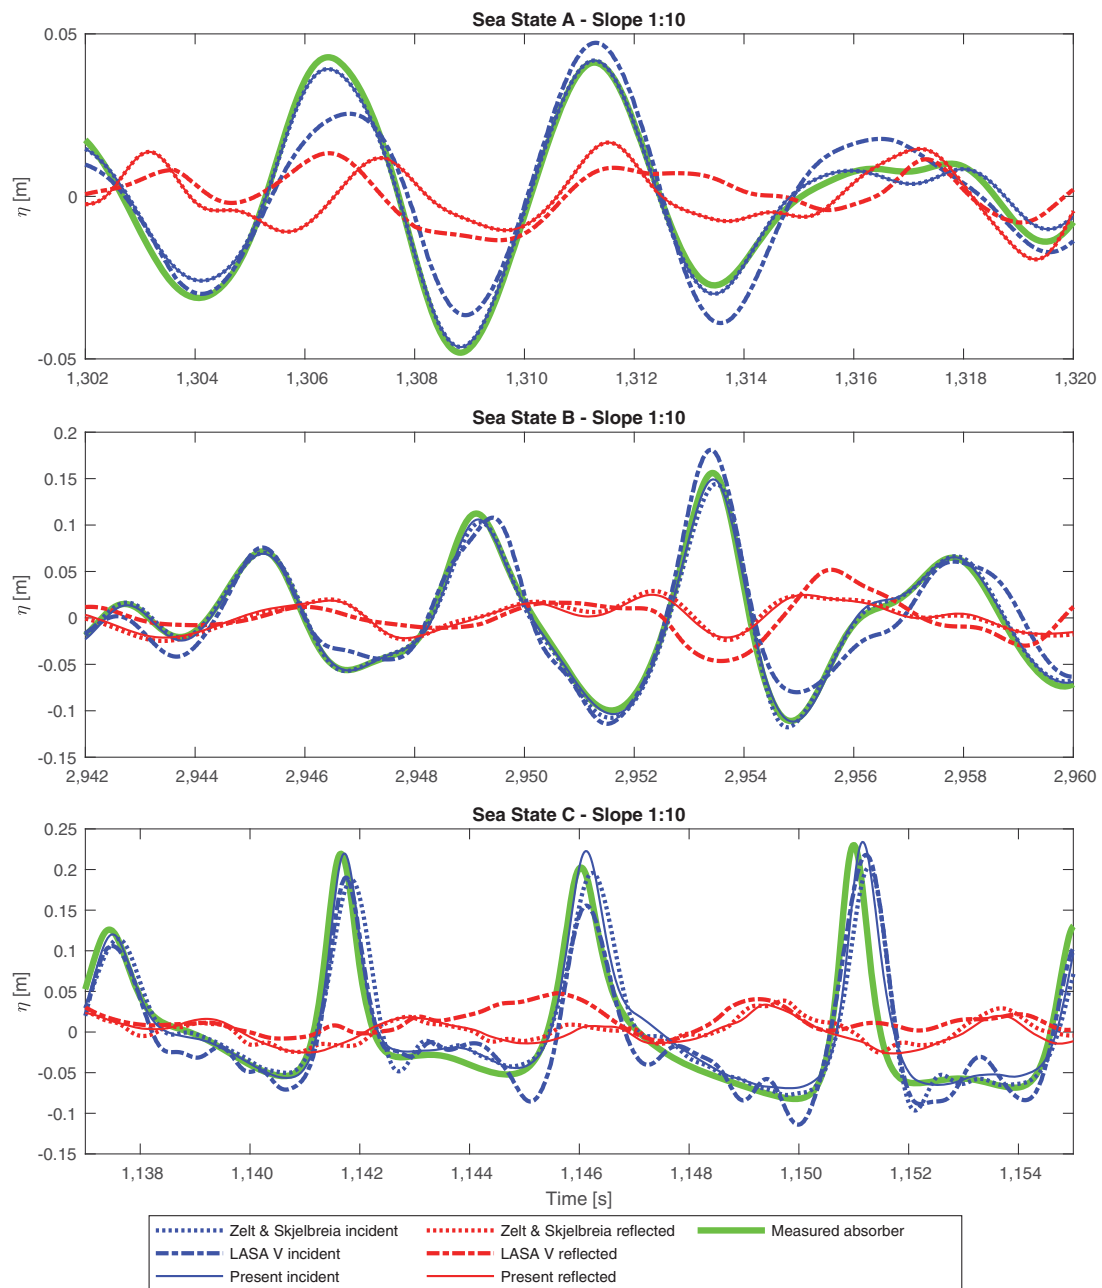 Sea State A - Slope 1:10
0.05
0
-0.05
η [m]
1,302 1,304 1,306 1,308 1,310 1,312 1,314 1,316 1,318 1,320
Sea State B - Slope 1:10
0.2
0.15
0.1
0.05
0
-0.05
-0.1
-0.15
η [m]
2,942 2,944 2,946 2,948 2,950 2,952 2,954 2,956 2,958 2,960
Sea State C - Slope 1:10
0.25
0.2
0.15
0.1
0.05
0
-0.05
-0.1
-0.15
η [m]
1,138 1,140 1,142 1,144 1,146 1,148 1,150 1,152 1,154
Time [s]
Zelt & Skjelbreia incident Zelt & Skjelbreia reflected Measured absorber
LASA V incident LASA V reflected
Present incident Present reflected